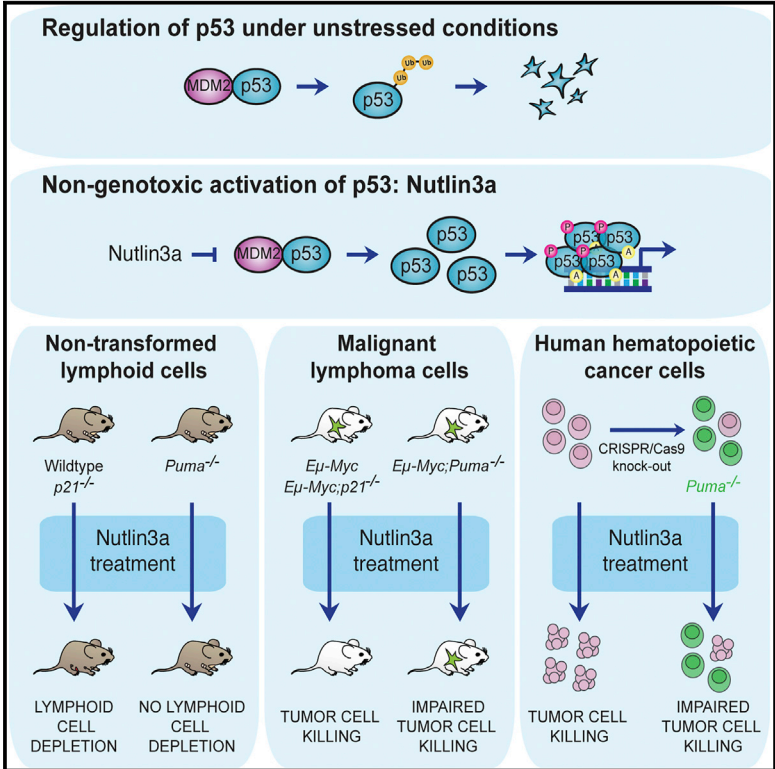 Regulation of p53 under unstressed conditions
MDM2 p53
p53 Ub Ub Ub
Non-genotoxic activation of p53: Nutlin3a
Nutlin3a MDM2 p53
p53
p53 p53
P P
p53 p53
P P A
p53 p53
A A A
Non-transformed
lymphoid cells
Wildtype
p21-/-
Puma-/-
Nutlin3a
treatment
LYMPHOID
CELL
DEPLETION
NO LYMPHOID
CELL
DEPLETION
Malignant
lymphoma cells
Eμ-Myc
Eμ-Myc;p21-/-
Eμ-Myc;Puma-/-
Nutlin3a
treatment
TUMOR CELL
KILLING
IMPAIRED
TUMOR CELL
KILLING
Human hematopoietic
cancer cells
CRISPR/Cas9
knock-out
Puma-/-
Nutlin3a
treatment
TUMOR CELL
KILLING
IMPAIRED
TUMOR CELL
KILLING